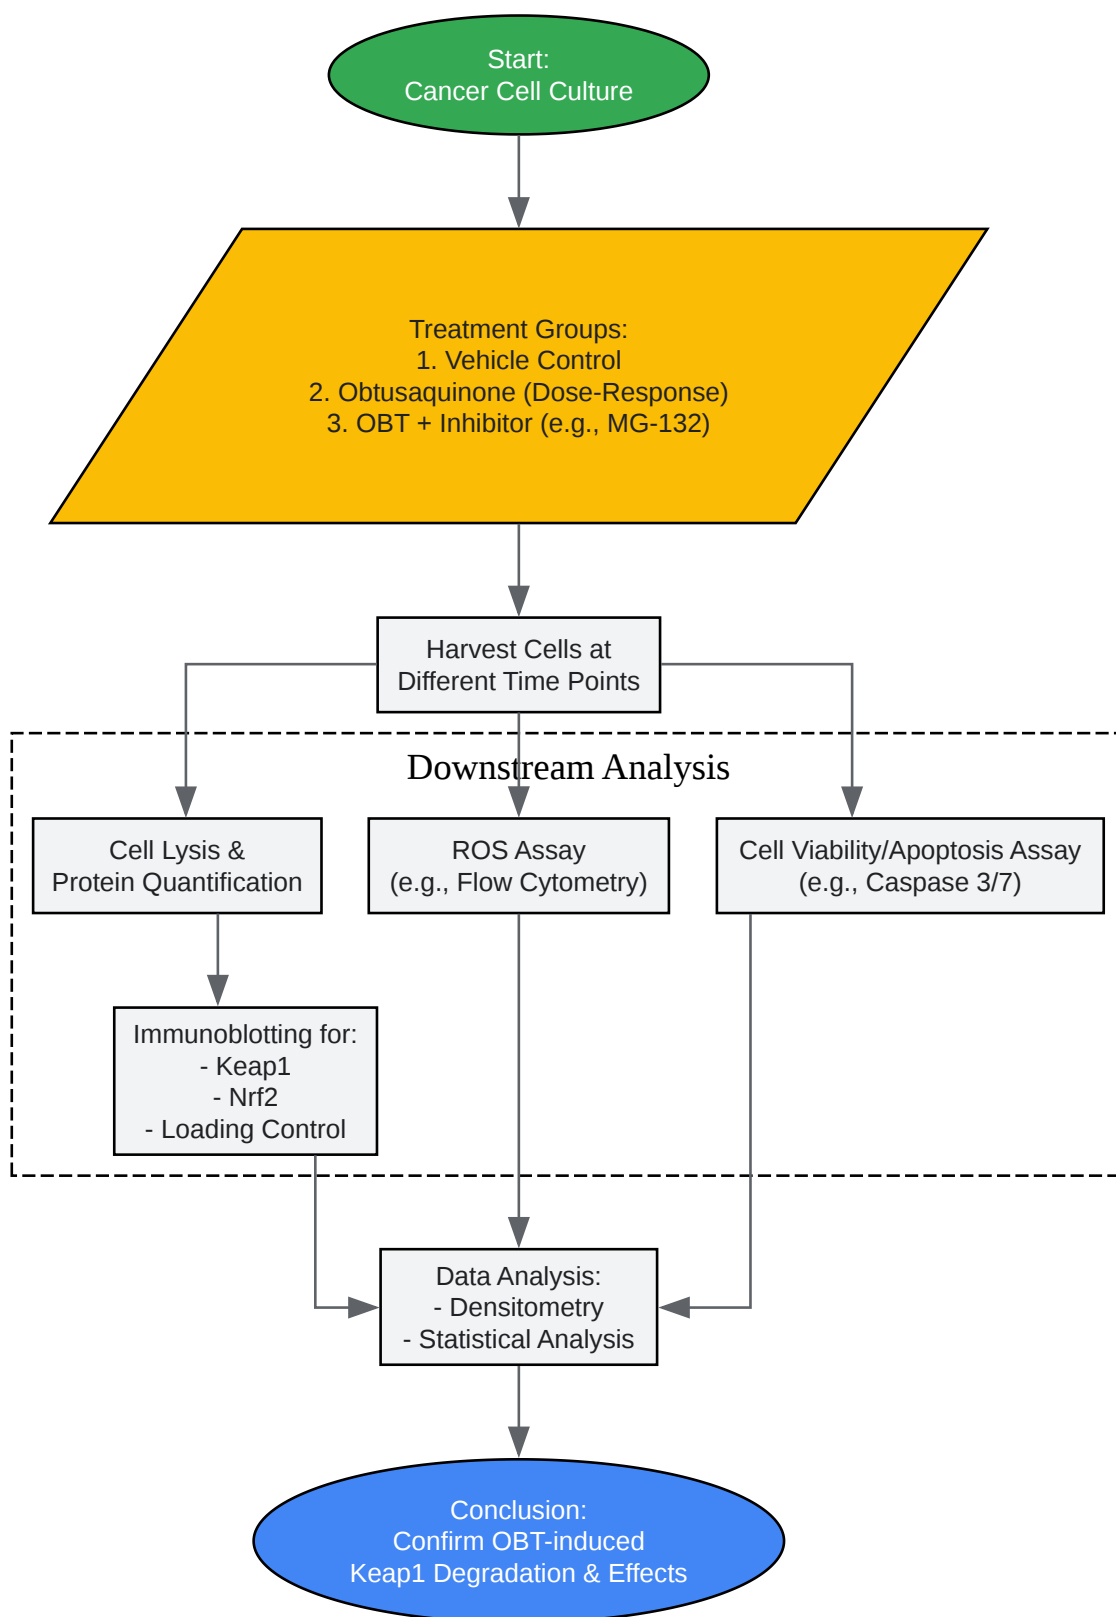 Start:
Cancer Cell Culture
Treatment Groups:
1. Vehicle Control
2. Obtusaquinone (Dose-Response)
3. OBT + Inhibitor (e.g., MG-132)
Harvest Cells at
Different Time Points
Downstream Analysis
Cell Lysis &
Protein Quantification
ROS Assay
(e.g., Flow Cytometry)
Cell Viability/Apoptosis Assay
(e.g., Caspase 3/7)
Immunoblotting for:
- Keap1
- Nrf2
- Loading Control
Data Analysis:
- Densitometry
- Statistical Analysis
Conclusion:
Confirm OBT-induced
Keap1 Degradation & Effects